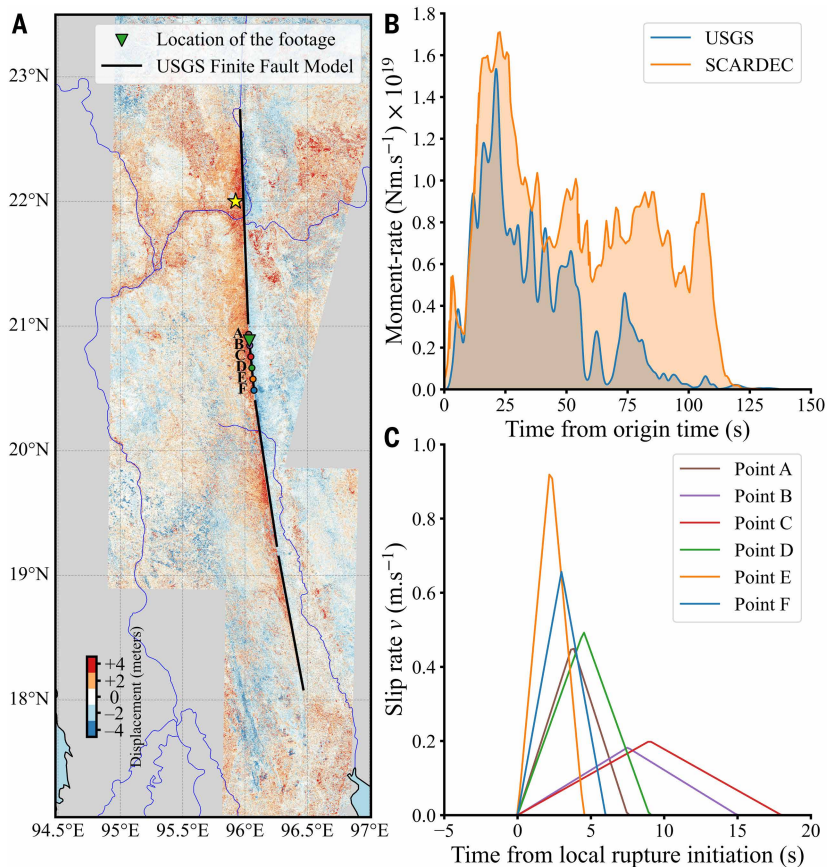 A
Location of the footage
USGS Finite Fault Model
23°N
22°N
21°N
20°N
19°N
18°N
A
B
C
D
E
F
+4
+2
0
−2
−4
Displacement (meters)
94.5°E
95°E
95.5°E
96°E
96.5°E
97°E
B
USGS
SCARDEC
Moment-rate (Nm.s⁻¹) × 10¹⁹
1.8
1.6
1.4
1.2
1.0
0.8
0.6
0.4
0.2
0.0
0
25
50
75
100
125
150
Time from origin time (s)
C
Point A
Point B
Point C
Point D
Point E
Point F
Slip rate v (m.s⁻¹)
1.0
0.8
0.6
0.4
0.2
0.0
−5
0
5
10
15
20
Time from local rupture initiation (s)